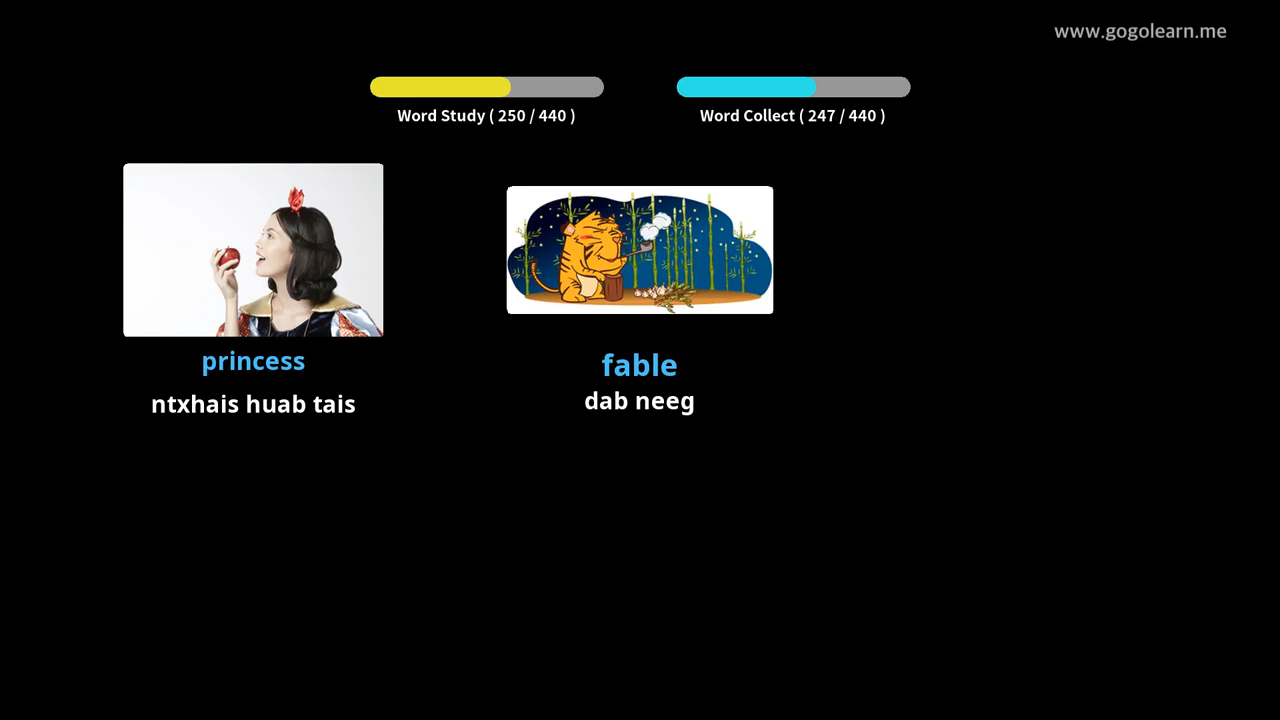 www.gogolearn.me
Word Study ( 250 / 440 )
Word Collect ( 247 / 440 )
princess
ntxhais huab tais
fable
dab neeg